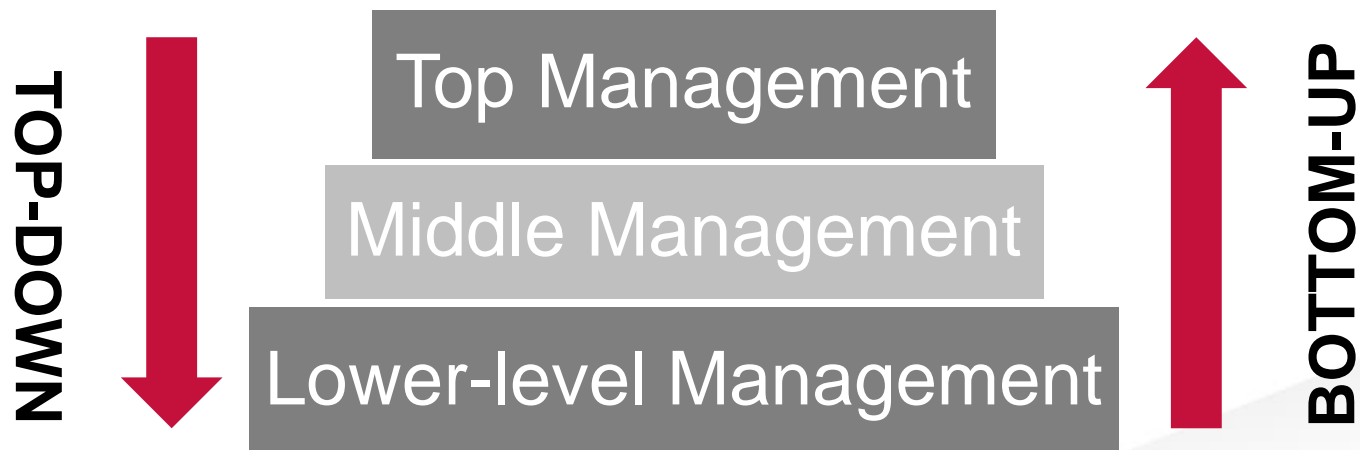 TOP-DOWN
Top Management
Middle Management
Lower-level Management
BOTTOM-UP